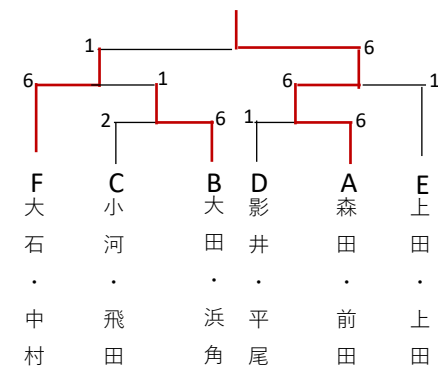 1 6
6 1 6 1
2 6 1 6
F C B D A E
大石・中村
小河・飛田
大田・浜角
影井・平尾
森田・前田
上田・上田